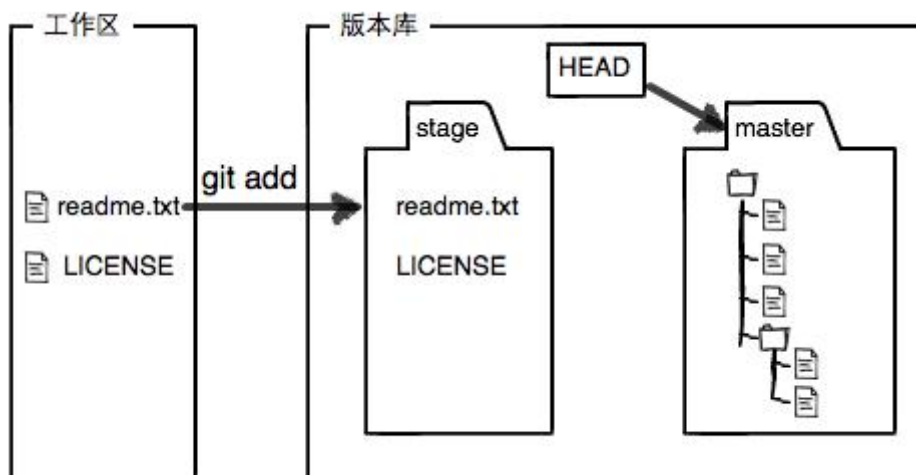 工作区
版本库
HEAD
stage
master
git add
readme.txt
readme.txt
LICENSE
LICENSE